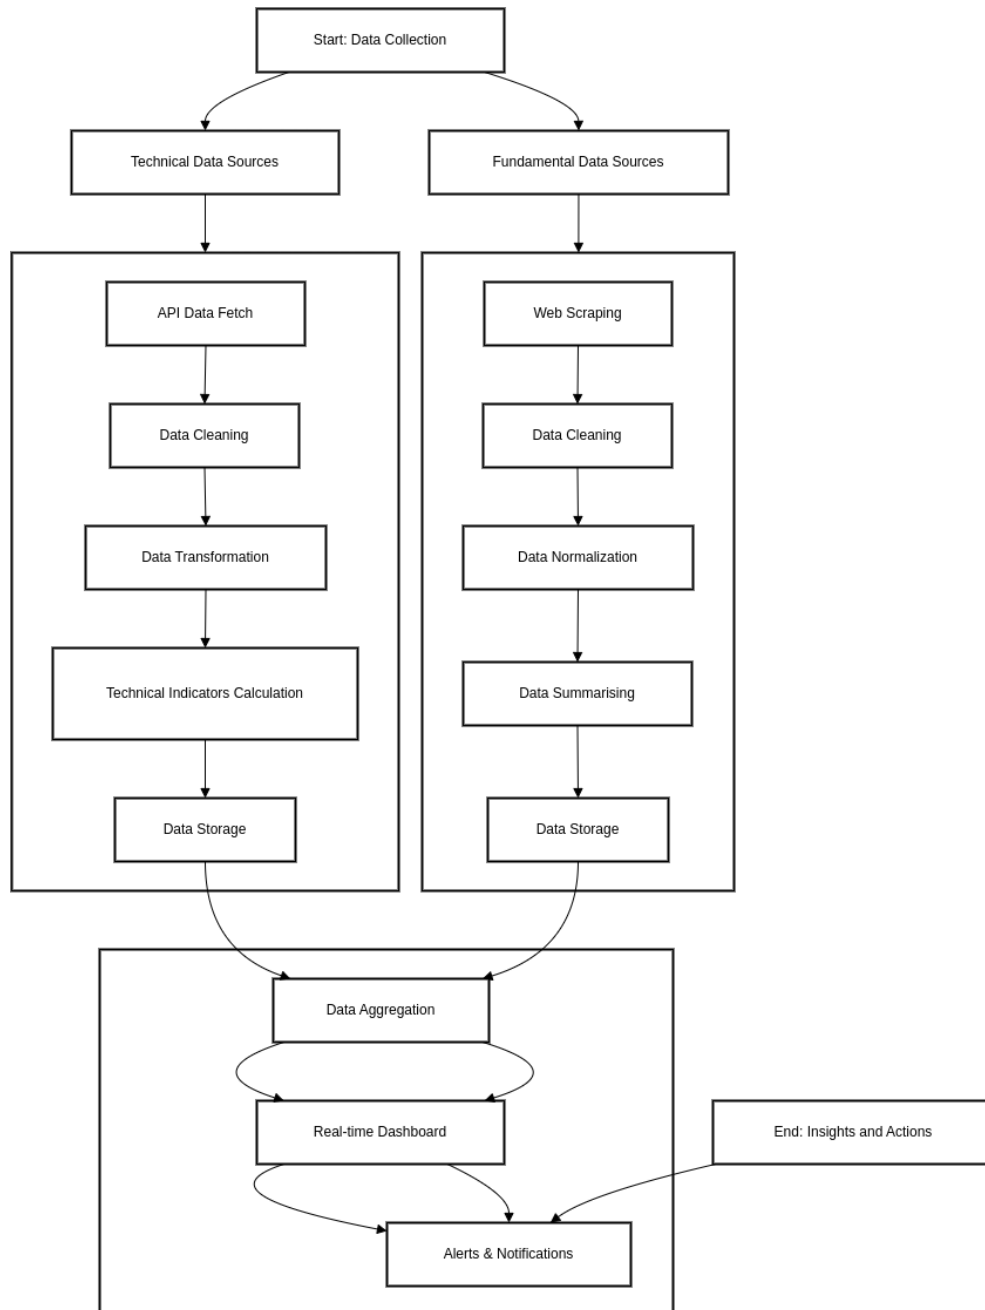 Start: Data Collection
Technical Data Sources
Fundamental Data Sources
API Data Fetch
Web Scraping
Data Cleaning
Data Cleaning
Data Transformation
Data Normalization
Technical Indicators Calculation
Data Summarising
Data Storage
Data Storage
Data Aggregation
Real-time Dashboard
End: Insights and Actions
Alerts & Notifications